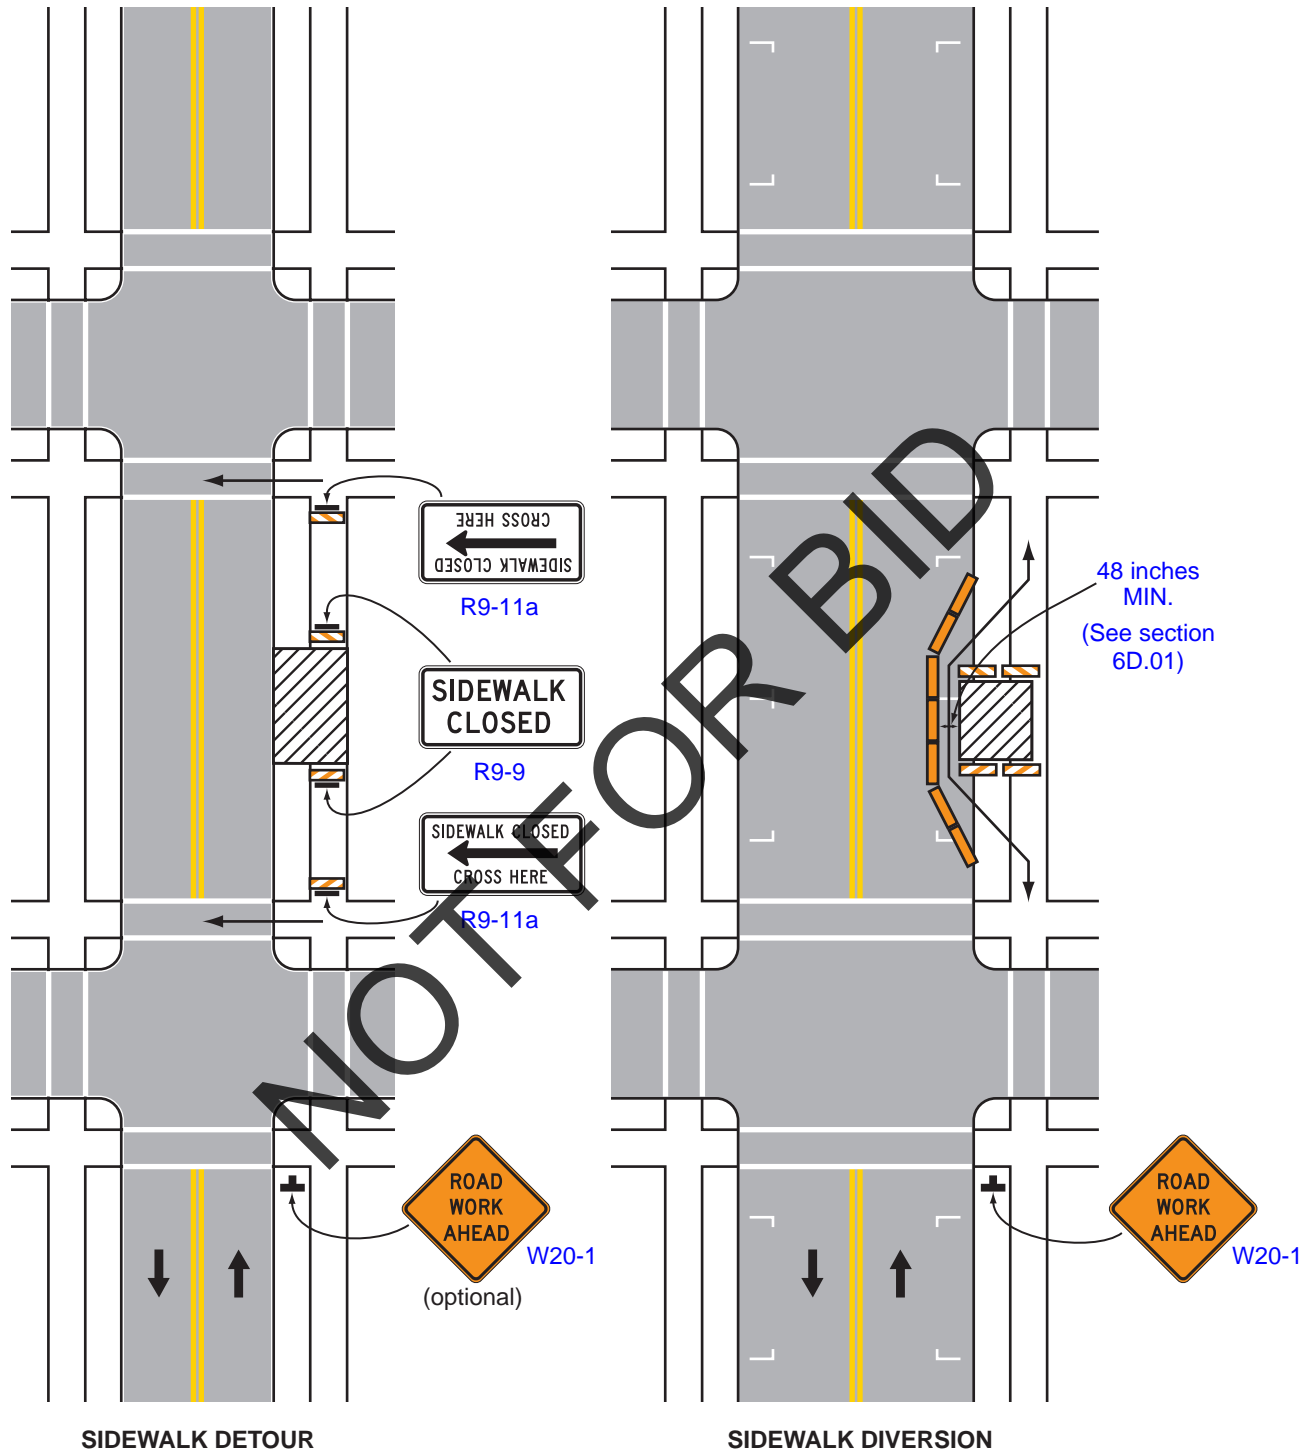 CROSS HERE
SIDEWALK CLOSED
R9-11a
SIDEWALK
CLOSED
R9-9
SIDEWALK CLOSED
CROSS HERE
R9-11a
ROAD
WORK
AHEAD
W20-1
(optional)
SIDEWALK DETOUR
48 inches
MIN.
(See section
6D.01)
ROAD
WORK
AHEAD
W20-1
SIDEWALK DIVERSION
NOT FOR BID